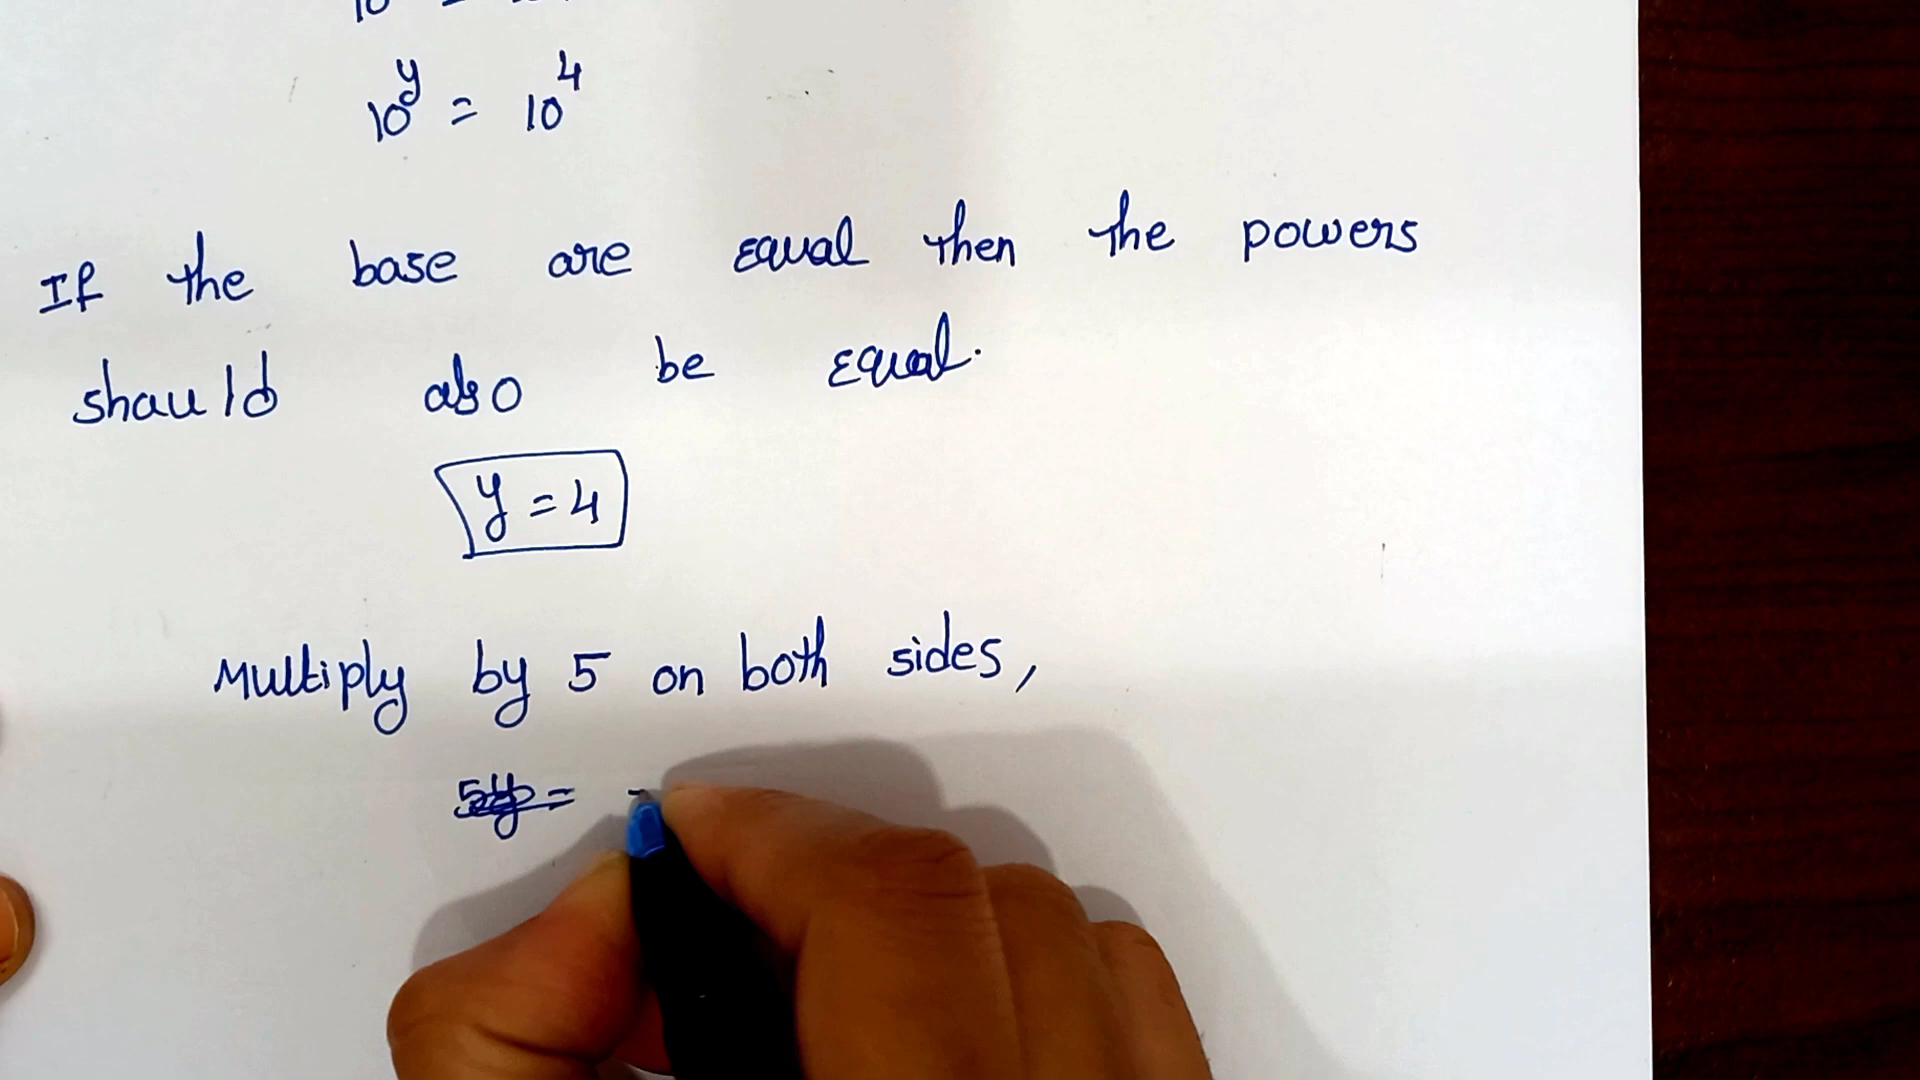 10^y = 10^4
If the base are equal then the powers
should also be equal.
y = 4
Multiply by 5 on both sides,
=